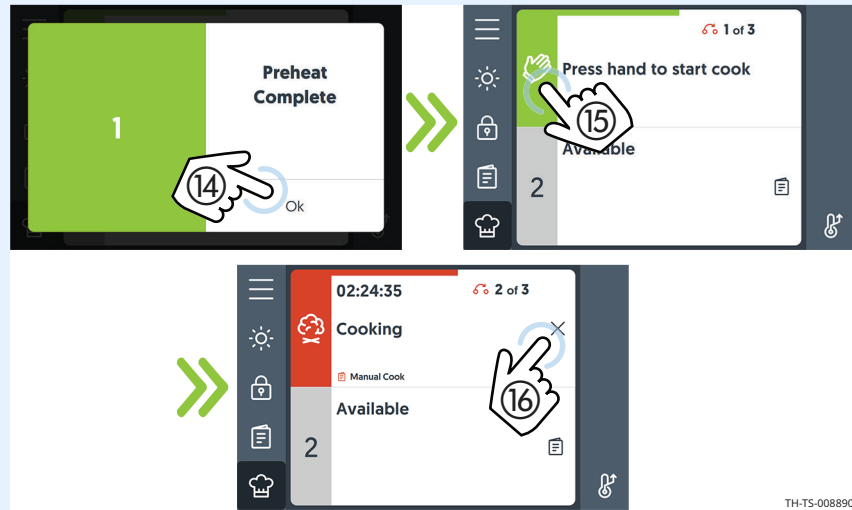 1
Preheat
Complete
14
Ok
1 of 3
Press hand to start cook
15
Available
2
02:24:35
2 of 3
Cooking
Manual Cook
16
Available
2
TH-TS-008890